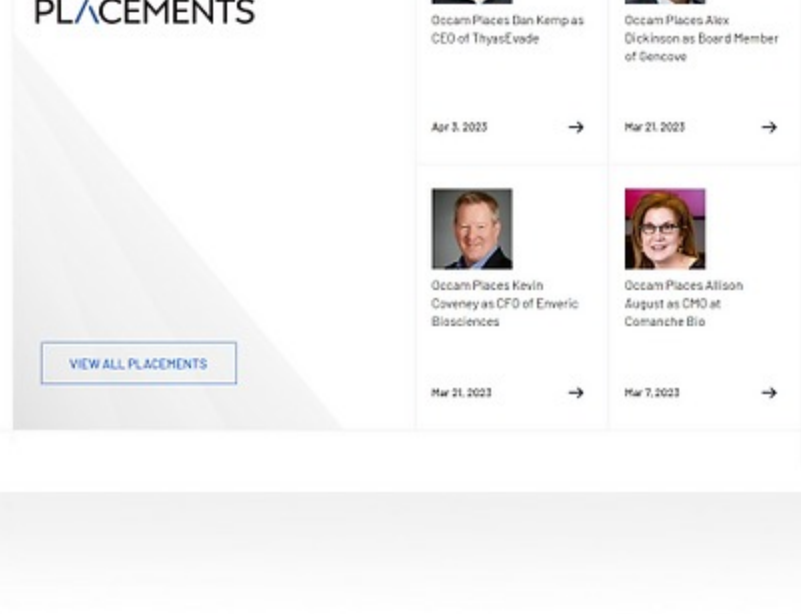 PLACEMENTS
Occam Places Dan Kemp as
CEO of ThyasEvade
Apr 3, 2023
Occam Places Alex
Dickinson as Board Member
of Gencove
Mar 21, 2023
Occam Places Kevin
Coveney as CFO of Enveric
Biosciences
Mar 21, 2023
Occam Places Allison
August as CMO at
Comanche Bio
Mar 7, 2023
VIEW ALL PLACEMENTS